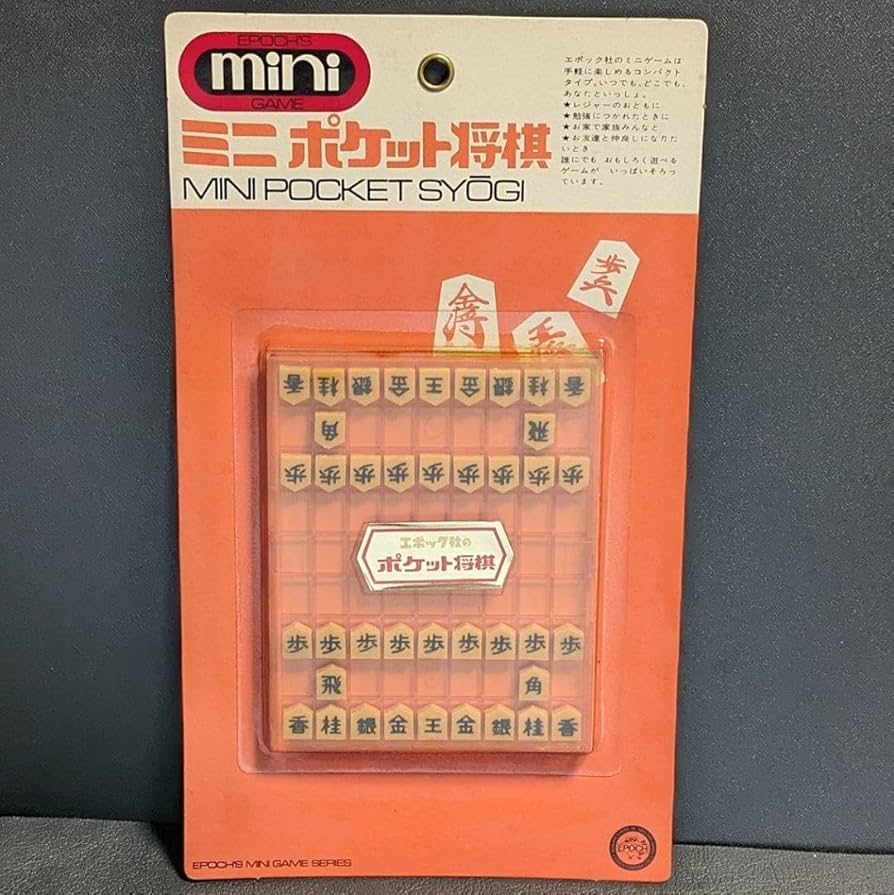 EPOCH'S
mini
GAME
エポック社のミニゲームは
手軽に楽しめるコンパクト
タイプ。いつでも、どこでも、
あなたといっしょ。
★レジャーのおともに
★勉強につかれたときに
★お家で家族みんなと
★お友達と仲良しになりた
いとき
誰にでも おもしろく遊べる
ゲームが いっぱいそろっ
ています。
ミニ ポケット将棋
MINI POCKET SYŌGI
歩兵
香 桂 銀 金 王 金 銀 桂 香
角 飛
歩 歩 歩 歩 歩 歩 歩 歩 歩
エポック社の
ポケット将棋
歩 歩 歩 歩 歩 歩 歩 歩 歩
飛 角
香 桂 銀 金 王 金 銀 桂 香
EPOCH'S MINI GAME SERIES
EPOCH